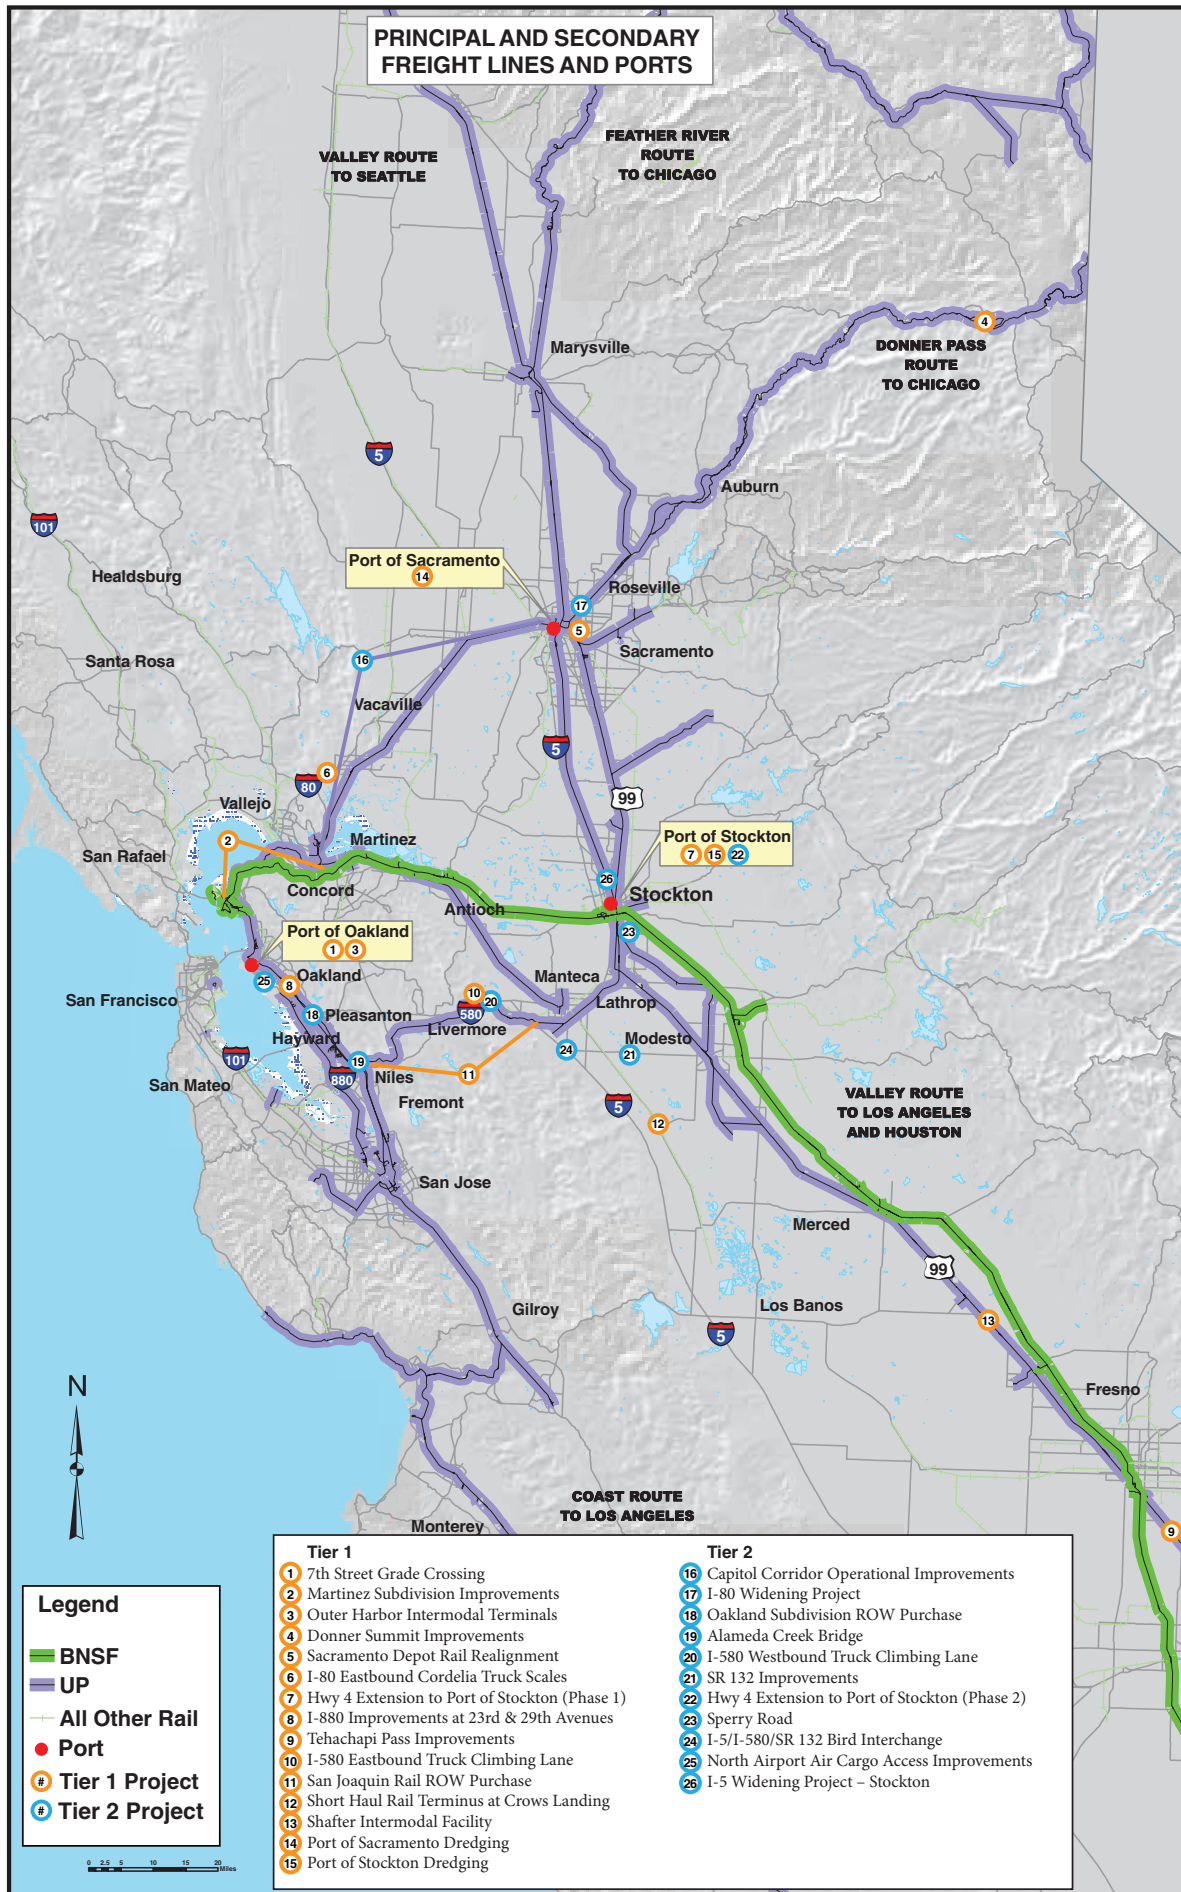 PRINCIPAL AND SECONDARY
FREIGHT LINES AND PORTS
VALLEY ROUTE
TO SEATTLE
FEATHER RIVER
ROUTE
TO CHICAGO
4
Marysville
DONNER PASS
ROUTE
TO CHICAGO
5
Auburn
101
Port of Sacramento
14
Healdsburg
Roseville
17
5
Sacramento
Santa Rosa
16
Vacaville
5
6
80
99
Vallejo
2
Martinez
Port of Stockton
7 15 22
San Rafael
Concord
26
Stockton
Antioch
Port of Oakland
1 3
23
Oakland
25
8
Manteca
San Francisco
10
20
580
Lathrop
18
Pleasanton
Livermore
Hayward
Modesto
101
19
24
21
San Mateo
880
Niles
11
Fremont
5
12
VALLEY ROUTE
TO LOS ANGELES
AND HOUSTON
San Jose
Merced
99
Gilroy
Los Banos
13
5
N
Fresno
COAST ROUTE
TO LOS ANGELES
Monterey
9
Tier 1
1 7th Street Grade Crossing
2 Martinez Subdivision Improvements
3 Outer Harbor Intermodal Terminals
4 Donner Summit Improvements
5 Sacramento Depot Rail Realignment
6 I-80 Eastbound Cordelia Truck Scales
7 Hwy 4 Extension to Port of Stockton (Phase 1)
8 I-880 Improvements at 23rd & 29th Avenues
9 Tehachapi Pass Improvements
10 I-580 Eastbound Truck Climbing Lane
11 San Joaquin Rail ROW Purchase
12 Short Haul Rail Terminus at Crows Landing
13 Shafter Intermodal Facility
14 Port of Sacramento Dredging
15 Port of Stockton Dredging
Tier 2
16 Capitol Corridor Operational Improvements
17 I-80 Widening Project
18 Oakland Subdivision ROW Purchase
19 Alameda Creek Bridge
20 I-580 Westbound Truck Climbing Lane
21 SR 132 Improvements
22 Hwy 4 Extension to Port of Stockton (Phase 2)
23 Sperry Road
24 I-5/I-580/SR 132 Bird Interchange
25 North Airport Air Cargo Access Improvements
26 I-5 Widening Project – Stockton
Legend
BNSF
UP
All Other Rail
Port
# Tier 1 Project
# Tier 2 Project
0 2.5 5 10 15 20
Miles